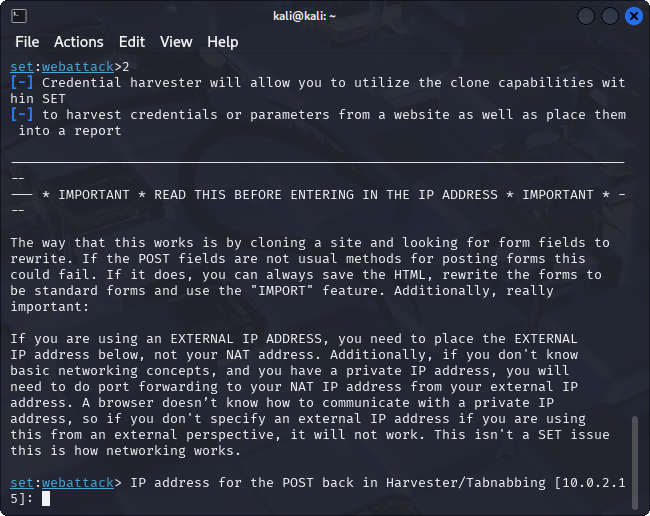 kali@kali: ~
File Actions Edit View Help
set:webattack>2
[-] Credential harvester will allow you to utilize the clone capabilities wit
hin SET
[-] to harvest credentials or parameters from a website as well as place them
 into a report

-----------------------------------------------------------------------------
--
--- * IMPORTANT * READ THIS BEFORE ENTERING IN THE IP ADDRESS * IMPORTANT * -
--

The way that this works is by cloning a site and looking for form fields to
rewrite. If the POST fields are not usual methods for posting forms this
could fail. If it does, you can always save the HTML, rewrite the forms to
be standard forms and use the "IMPORT" feature. Additionally, really
important:

If you are using an EXTERNAL IP ADDRESS, you need to place the EXTERNAL
IP address below, not your NAT address. Additionally, if you don't know
basic networking concepts, and you have a private IP address, you will
need to do port forwarding to your NAT IP address from your external IP
address. A browser doesn’t know how to communicate with a private IP
address, so if you don't specify an external IP address if you are using
this from an external perspective, it will not work. This isn't a SET issue
this is how networking works.

set:webattack> IP address for the POST back in Harvester/Tabnabbing [10.0.2.1
5]: